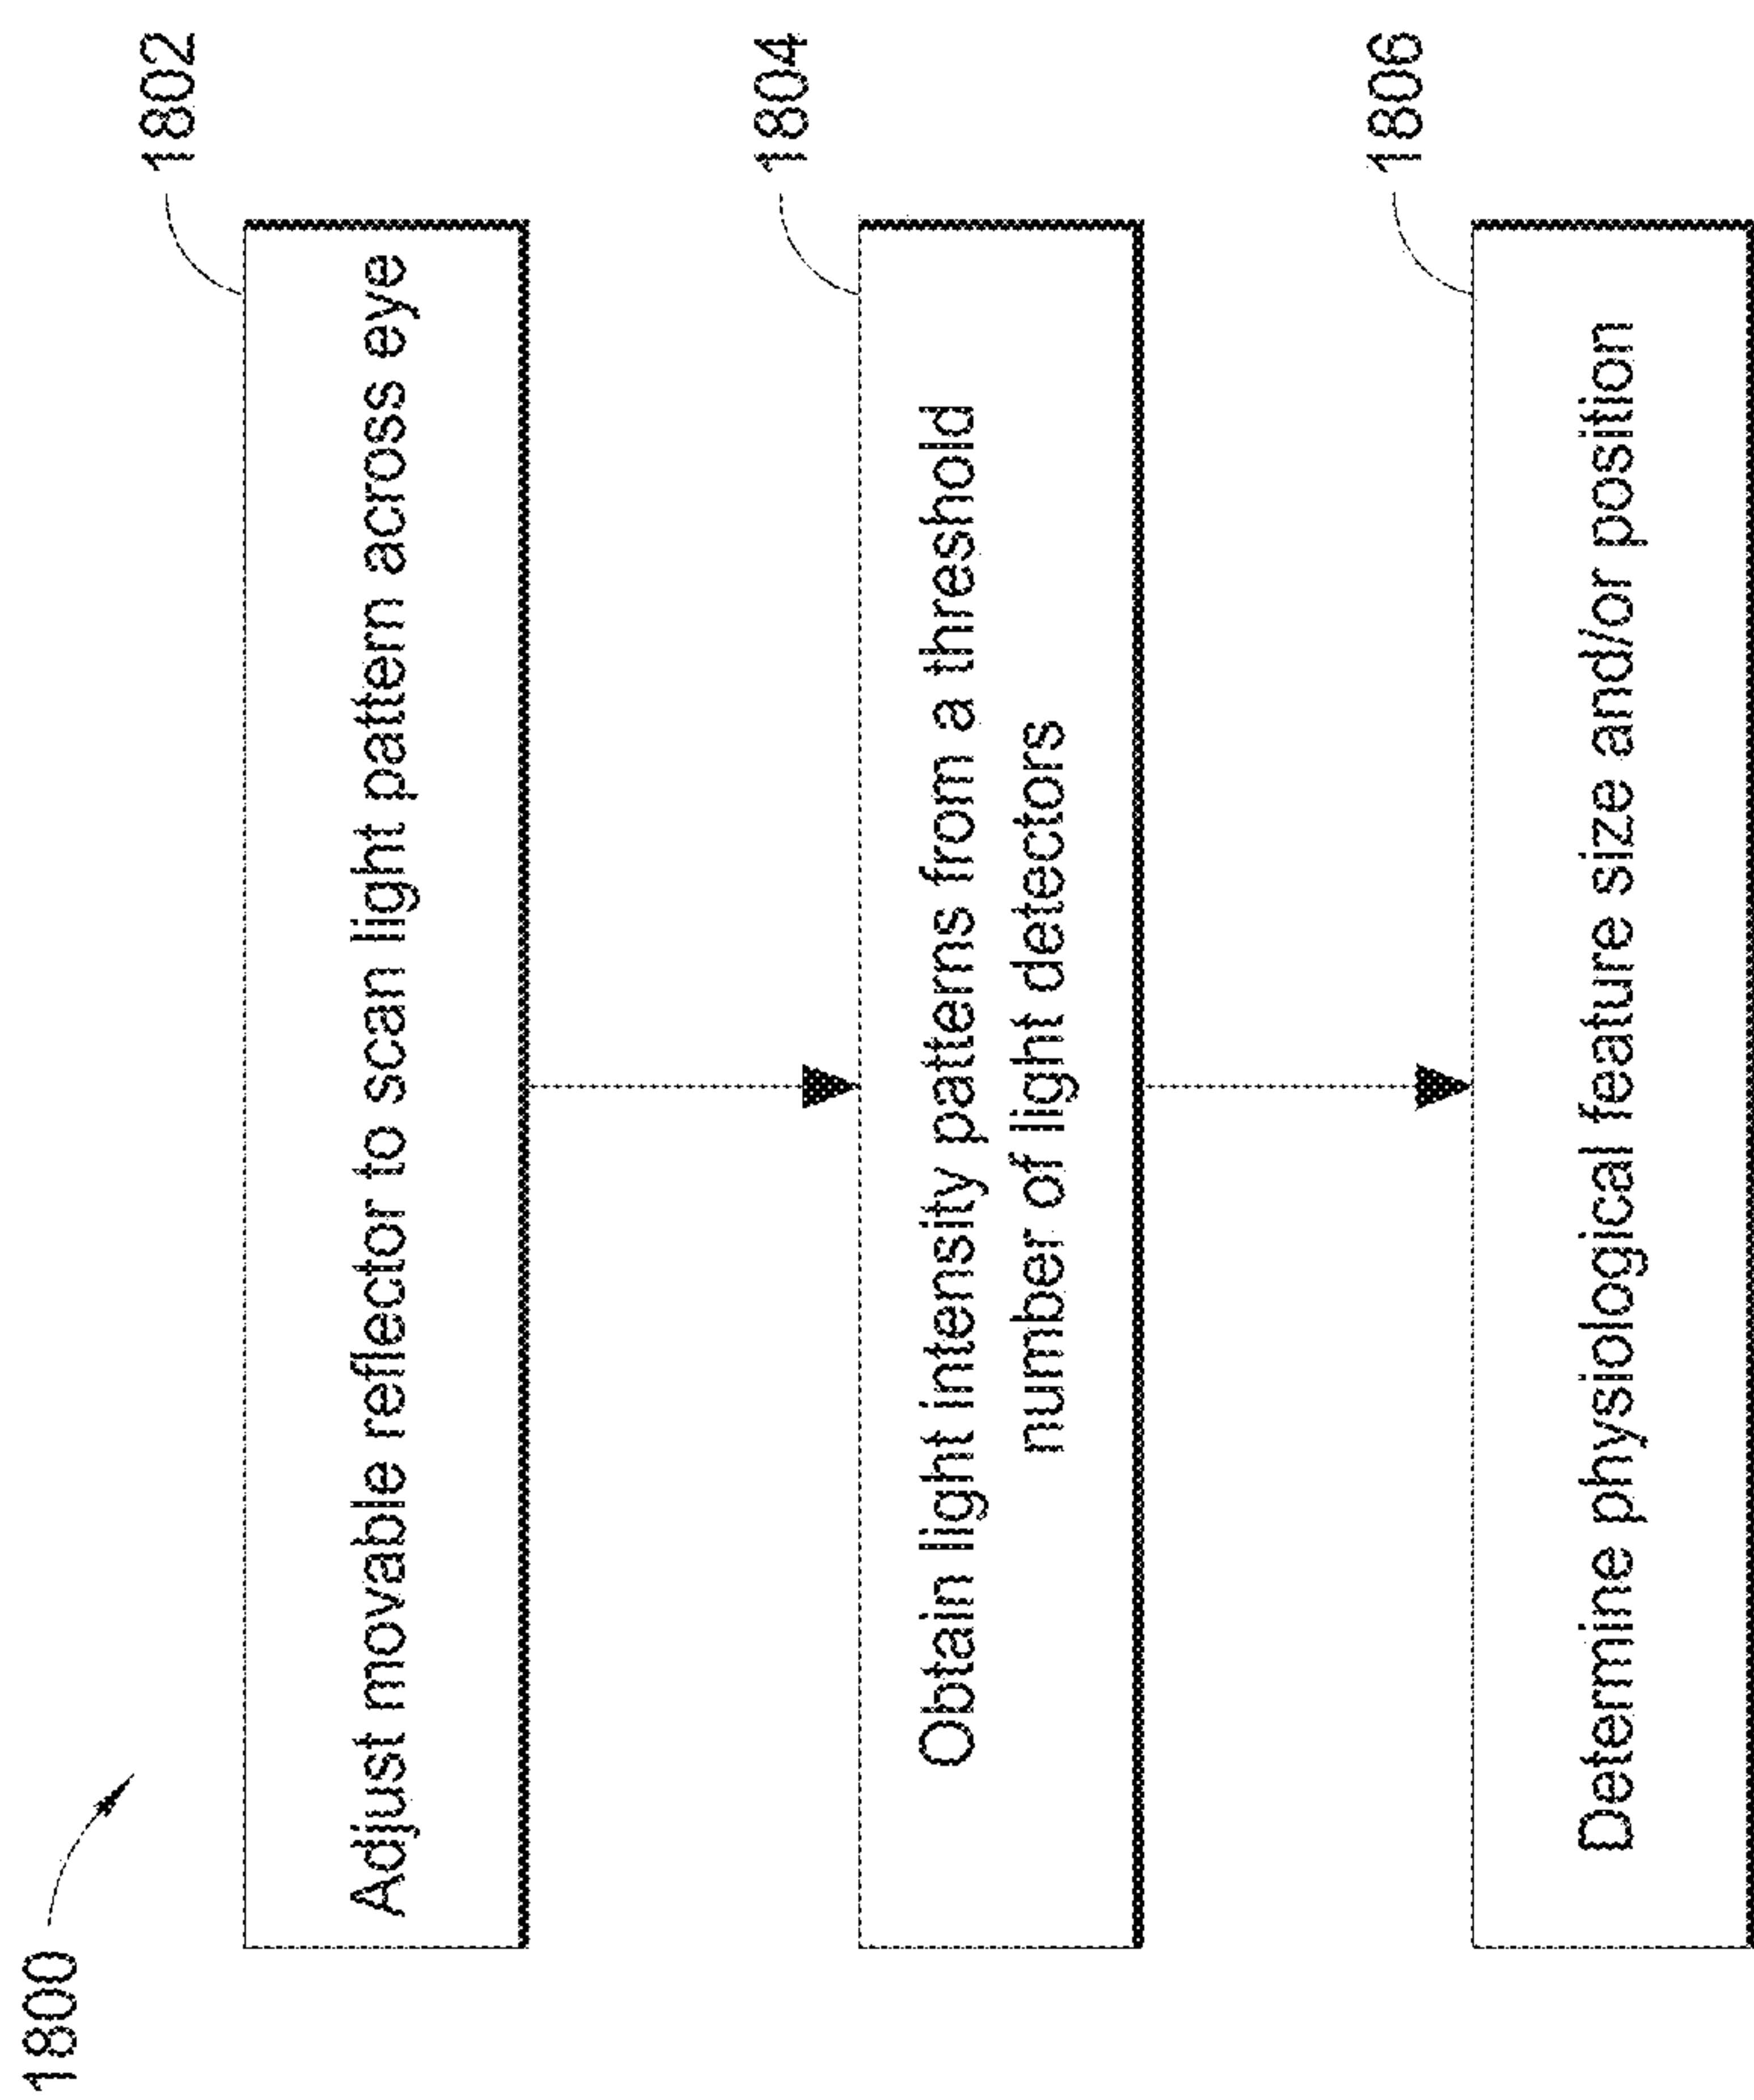 1800
1802
Adjust movable reflector to scan light pattern across eye
1804
Obtain light intensity patterns from a threshold
number of light detectors
1806
Determine physiological feature size and/or position